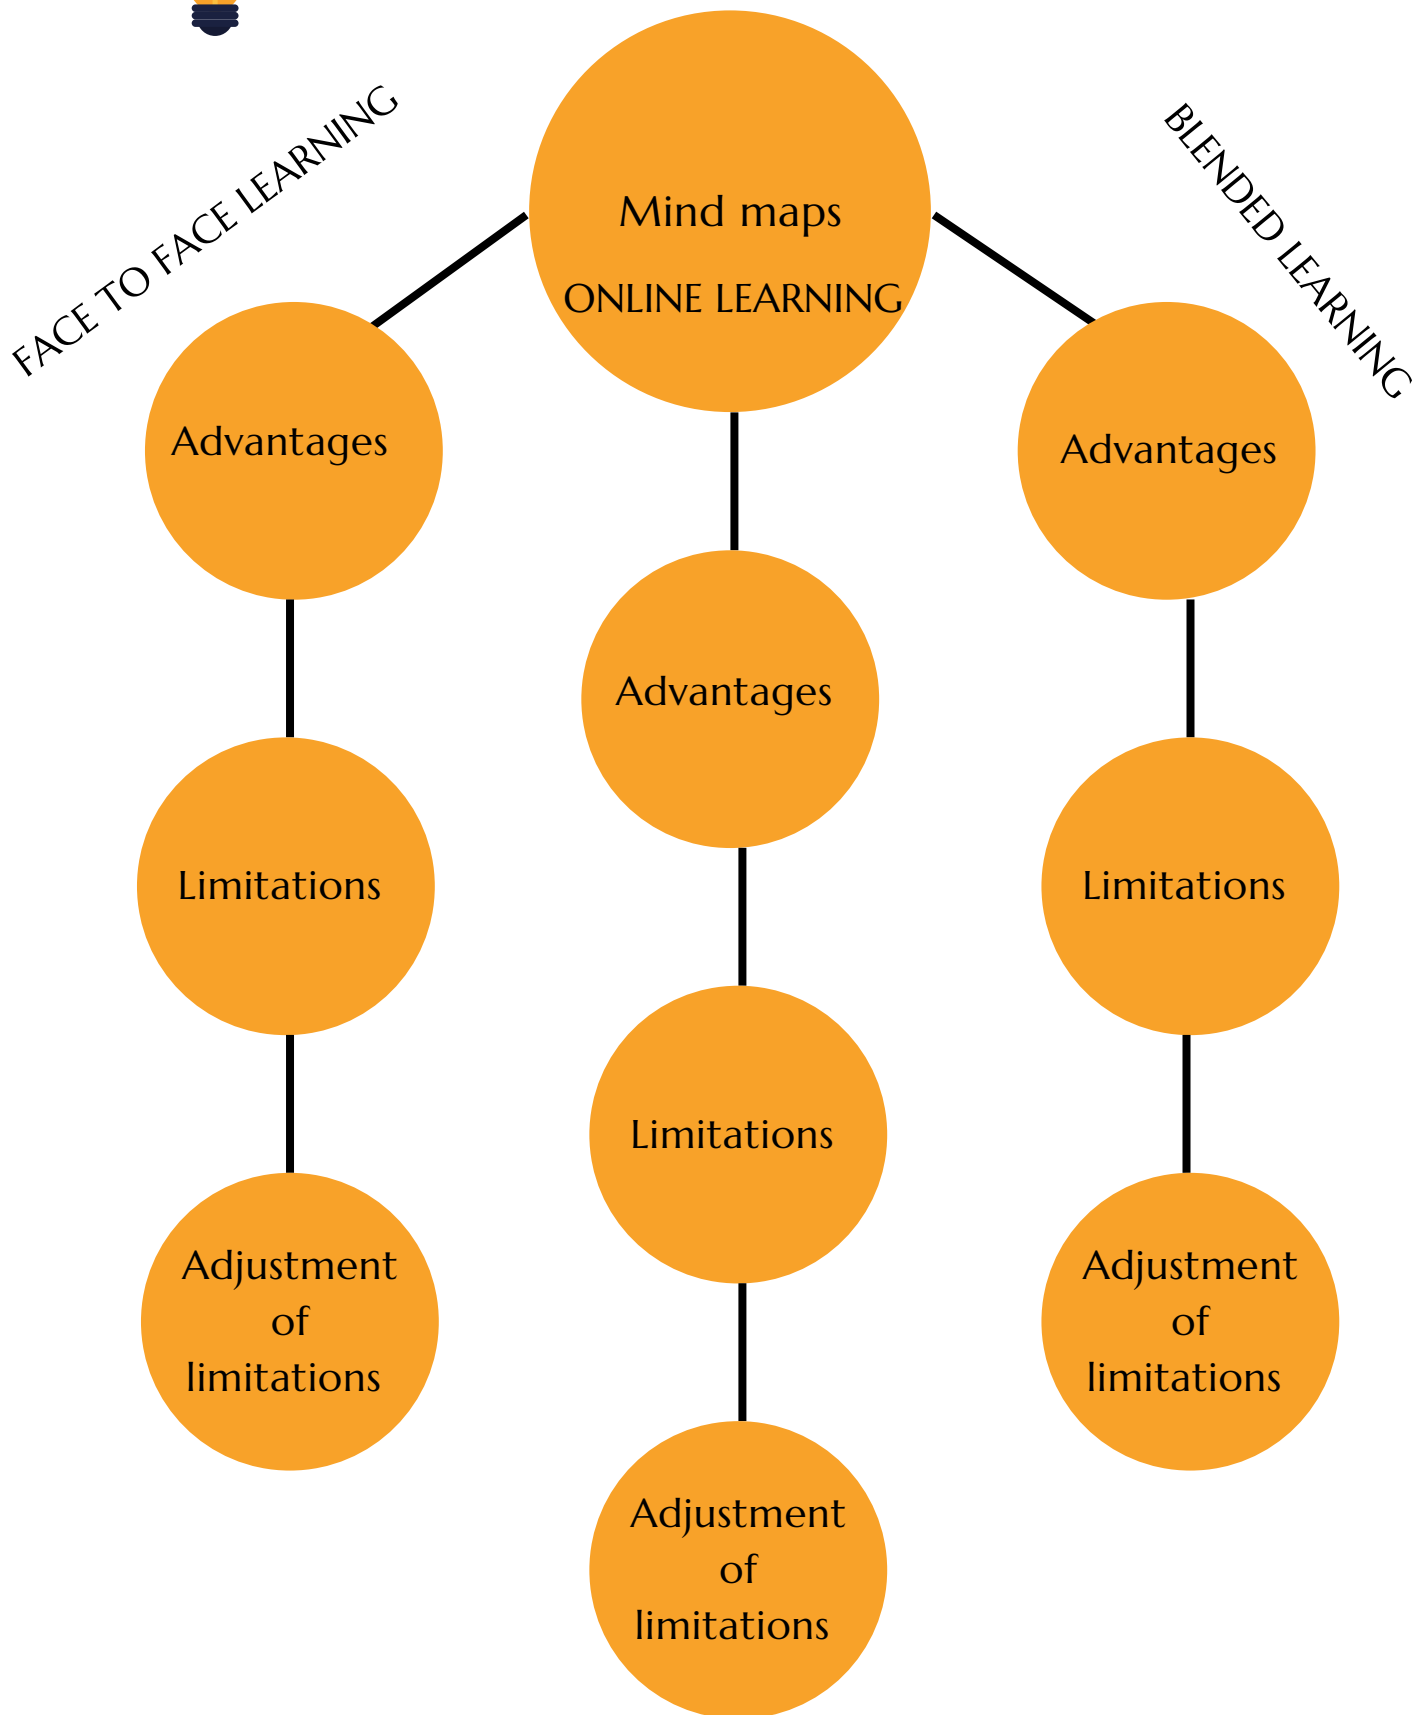 FACE TO FACE LEARNING
Mind maps
ONLINE LEARNING
BLENDED LEARNING
Advantages
Advantages
Advantages
Limitations
Limitations
Limitations
Adjustment
of
limitations
Adjustment
of
limitations
Adjustment
of
limitations